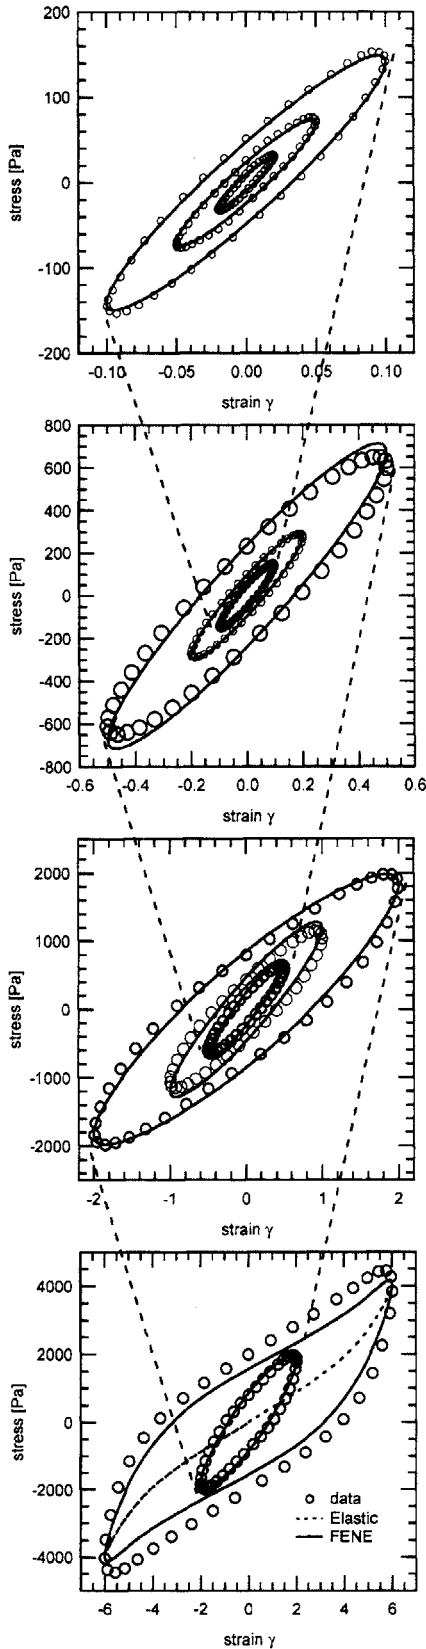 200
100
0
-100
-200
stress [Pa]
-0.10 -0.05 0.00 0.05 0.10
strain γ
800
600
400
200
0
-200
-400
-600
-800
stress [Pa]
-0.6 -0.4 -0.2 0.0 0.2 0.4 0.6
strain γ
2000
1000
0
-1000
-2000
stress [Pa]
-2 -1 0 1 2
strain γ
4000
2000
0
-2000
-4000
stress [Pa]
data
Elastic
FENE
-6 -4 -2 0 2 4 6
strain γ